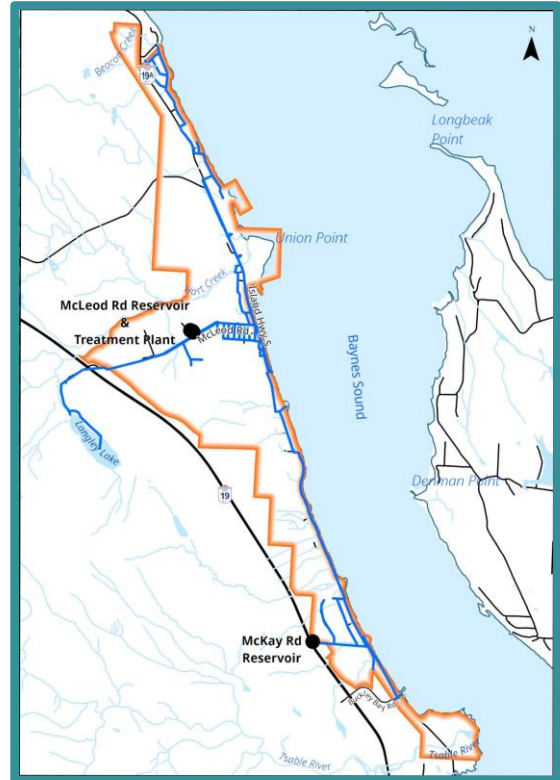 Beacon Creek
19A
N
Longbeak
Point
Union Point
Hart Creek
McLeod Rd Reservoir
&
Treatment Plant
McLeod Rd
Island Hwy S
Baynes Sound
Langley Lake
Denman Point
19
McKay Rd
Reservoir
Buckley Bay Rd
Tsable River
Tsable River